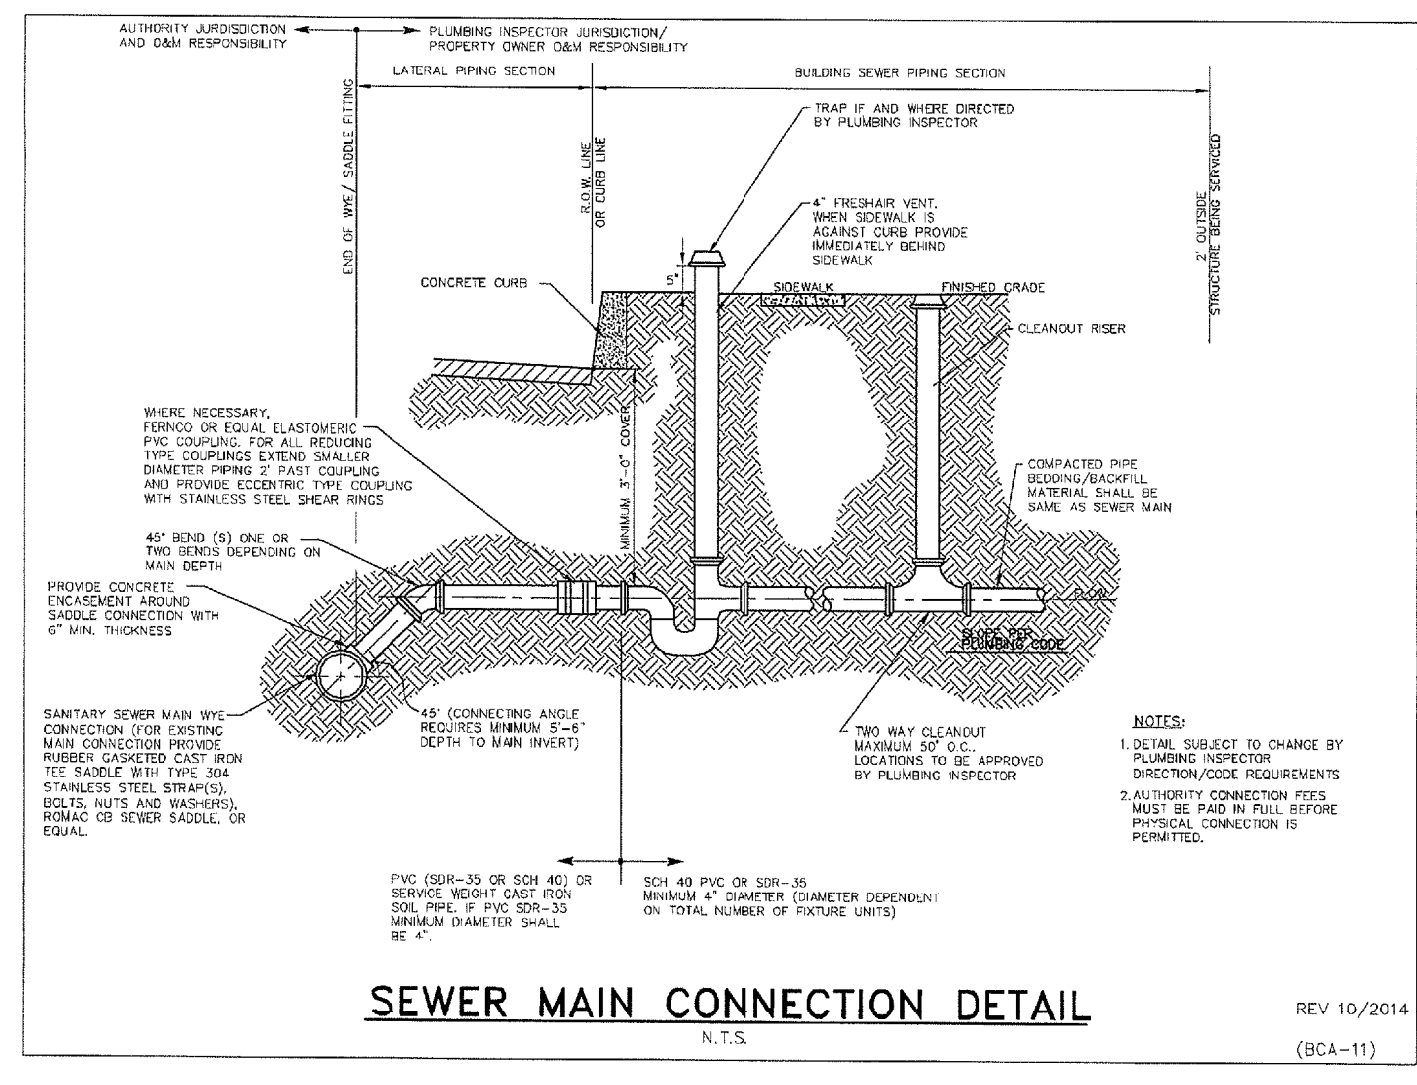 AUTHORITY JURDISDICTION
AND O&M RESPONSIBILITY
PLUMBING INSPECTOR JURISDICTION/
PROPERTY OWNER O&M RESPONSIBILITY
LATERAL PIPING SECTION
BUILDING SEWER PIPING SECTION
END OF WYE/ SADDLE FITTING
R.O.W. LINE
OR CURB LINE
2' OUTSIDE
STRUCTURE BEING SERVICED
TRAP IF AND WHERE DIRECTED
BY PLUMBING INSPECTOR
4" FRESHAIR VENT.
WHEN SIDEWALK IS
AGAINST CURB PROVIDE
IMMEDIATELY BEHIND
SIDEWALK
5"
CONCRETE CURB
SIDEWALK
FINISHED GRADE
CLEANOUT RISER
MINIMUM 3'-0" COVER
WHERE NECESSARY,
FERNCO OR EQUAL ELASTOMERIC
PVC COUPLING. FOR ALL REDUCING
TYPE COUPLINGS EXTEND SMALLER
DIAMETER PIPING 2' PAST COUPLING
AND PROVIDE ECCENTRIC TYPE COUPLING
WITH STAINLESS STEEL SHEAR RINGS
COMPACTED PIPE
BEDDING/BACKFILL
MATERIAL SHALL BE
SAME AS SEWER MAIN
45° BEND (S) ONE OR
TWO BENDS DEPENDING ON
MAIN DEPTH
PROVIDE CONCRETE
ENCASEMENT AROUND
SADDLE CONNECTION WITH
6" MIN. THICKNESS
FLOW
SLOPE PER
PLUMBING CODE
SANITARY SEWER MAIN WYE
CONNECTION (FOR EXISTING
MAIN CONNECTION PROVIDE
RUBBER GASKETED CAST IRON
TEE SADDLE WITH TYPE 304
STAINLESS STEEL STRAP(S),
BOLTS, NUTS AND WASHERS),
ROMAC CB SEWER SADDLE, OR
EQUAL.
45° (CONNECTING ANGLE
REQUIRES MINIMUM 5'-6"
DEPTH TO MAIN INVERT)
TWO WAY CLEANOUT
MAXIMUM 50' O.C..
LOCATIONS TO BE APPROVED
BY PLUMBING INSPECTOR
NOTES:
1. DETAIL SUBJECT TO CHANGE BY
PLUMBING INSPECTOR
DIRECTION/CODE REQUIREMENTS
2. AUTHORITY CONNECTION FEES
MUST BE PAID IN FULL BEFORE
PHYSICAL CONNECTION IS
PERMITTED.
PVC (SDR-35 OR SCH 40) OR
SERVICE WEIGHT CAST IRON
SOIL PIPE. IF PVC SDR-35
MINIMUM DIAMETER SHALL
BE 4".
SCH 40 PVC OR SDR-35
MINIMUM 4" DIAMETER (DIAMETER DEPENDENT
ON TOTAL NUMBER OF FIXTURE UNITS)
SEWER MAIN CONNECTION DETAIL
N.T.S.
REV 10/2014
(BCA-11)